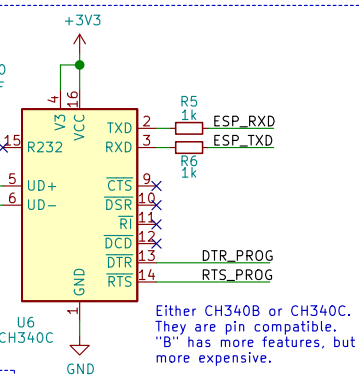 +3V3
4
16
V3
VCC
15
R232
5
UD+
6
UD-
TXD
2
RXD
3
R5
1k
ESP_RXD
ESP_TXD
R6
1k
CTS
9
DSR
10
RI
11
DCD
12
DTR
13
DTR_PROG
RTS
14
RTS_PROG
GND
1
U6
CH340C
GND
Either CH340B or CH340C.
They are pin compatible.
"B" has more features, but
more expensive.